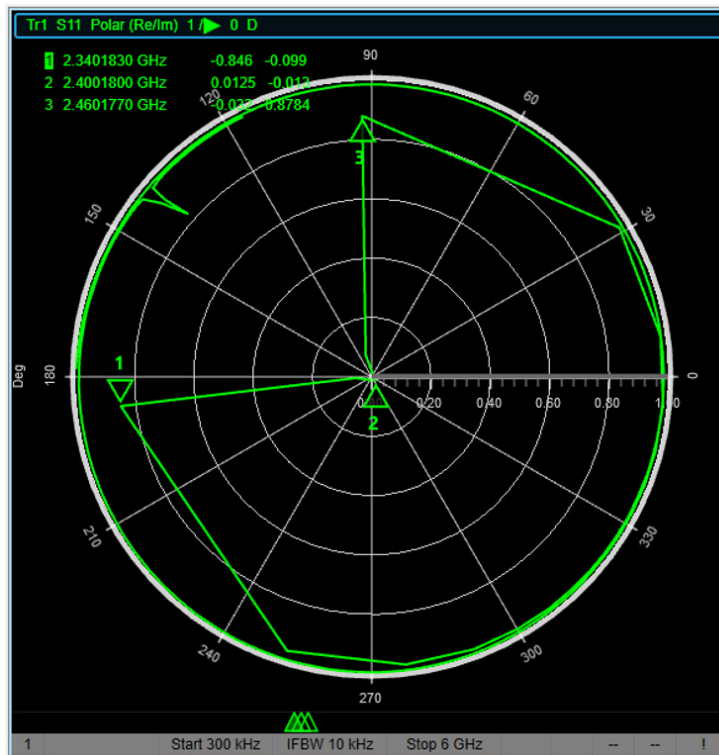 Tr1 S11 Polar (Re/Im) 1 / 0 D
90
1 2.3401830 GHz -0.846 -0.099
2 2.4001800 GHz 0.0125 -0.012
3 2.4601770 GHz 0.8784
120
60
3
150
30
1
Deg
180
0
0.20 0.40 0.60 0.80 1.00
2
210
330
240
300
270
1 Start 300 kHz IFBW 10 kHz Stop 6 GHz -- -- !